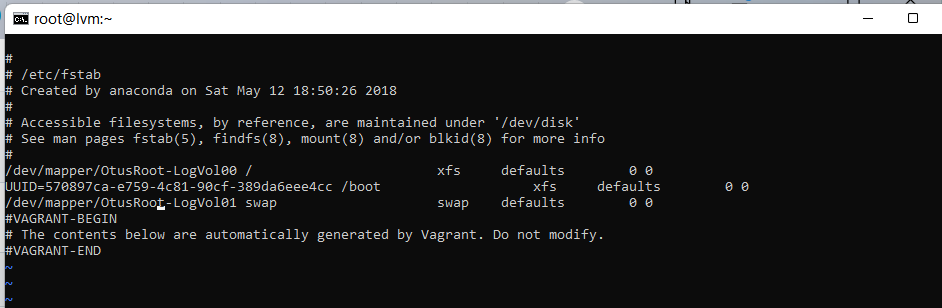 root@lvm:~
#
# /etc/fstab
# Created by anaconda on Sat May 12 18:50:26 2018
#
# Accessible filesystems, by reference, are maintained under '/dev/disk'
# See man pages fstab(5), findfs(8), mount(8) and/or blkid(8) for more info
#
/dev/mapper/OtusRoot-LogVol00 /                       xfs     defaults        0 0
UUID=570897ca-e759-4c81-90cf-389da6eee4cc /boot                   xfs     defaults        0 0
/dev/mapper/OtusRoot-LogVol01 swap                    swap    defaults        0 0
#VAGRANT-BEGIN
# The contents below are automatically generated by Vagrant. Do not modify.
#VAGRANT-END
~
~
~